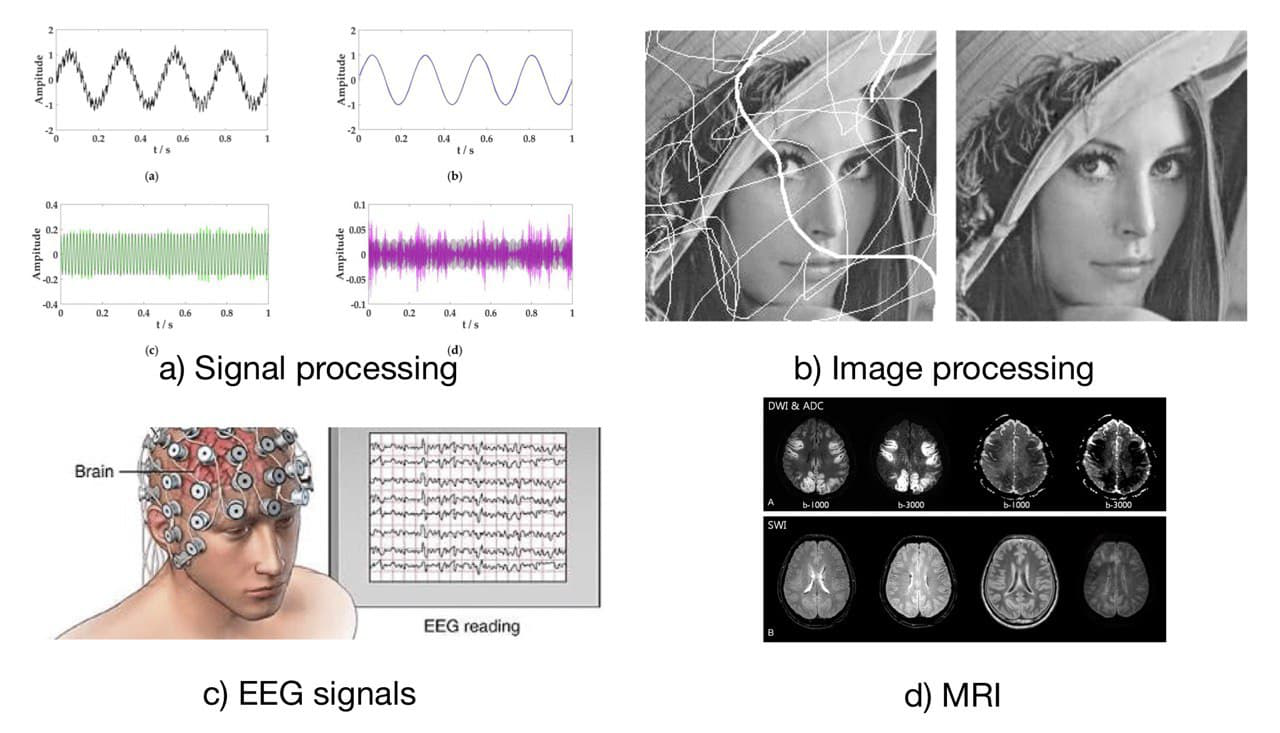 2
1
0
-1
-2
Ampitude
0 0.2 0.4 0.6 0.8 1
t / s
(a)
2
1
0
-1
-2
Ampitude
0 0.2 0.4 0.6 0.8 1
t / s
(b)
0.4
0.2
0
-0.2
-0.4
Ampitude
0 0.2 0.4 0.6 0.8 1
t / s
(c)
0.1
0.05
0
-0.05
-0.1
Ampitude
0 0.2 0.4 0.6 0.8 1
t / s
(d)
a) Signal processing
b) Image processing
Brain
EEG reading
c) EEG signals
DWI & ADC
A
b-1000 b-3000 b-1000 b-3000
SWI
B
d) MRI